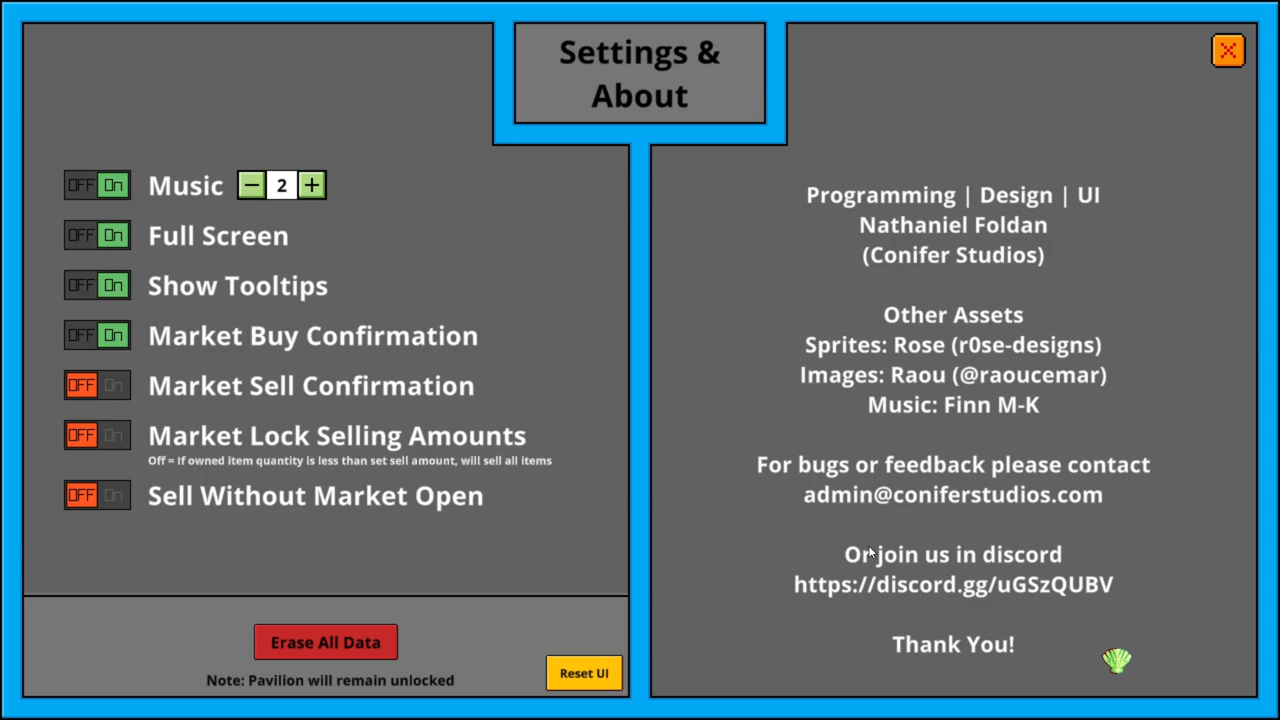 Settings &
About
OFF On Music - 2 +
OFF On Full Screen
OFF On Show Tooltips
OFF On Market Buy Confirmation
OFF On Market Sell Confirmation
OFF On Market Lock Selling Amounts
Off = If owned item quantity is less than set sell amount, will sell all items
OFF On Sell Without Market Open
Erase All Data
Note: Pavilion will remain unlocked
Reset UI
Programming | Design | UI
Nathaniel Foldan
(Conifer Studios)
Other Assets
Sprites: Rose (r0se-designs)
Images: Raou (@raoucemar)
Music: Finn M-K
For bugs or feedback please contact
admin@coniferstudios.com
Or join us in discord
https://discord.gg/uGSzQUBV
Thank You!